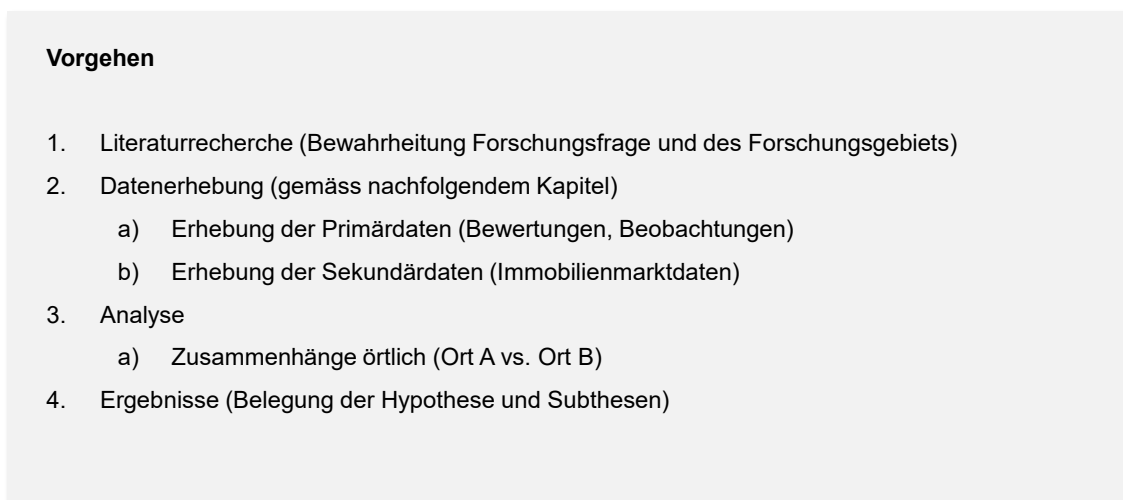 Vorgehen
1. Literaturrecherche (Bewahrheitung Forschungsfrage und des Forschungsgebiets)
2. Datenerhebung (gemäss nachfolgendem Kapitel)
a) Erhebung der Primärdaten (Bewertungen, Beobachtungen)
b) Erhebung der Sekundärdaten (Immobilienmarktdaten)
3. Analyse
a) Zusammenhänge örtlich (Ort A vs. Ort B)
4. Ergebnisse (Belegung der Hypothese und Subthesen)